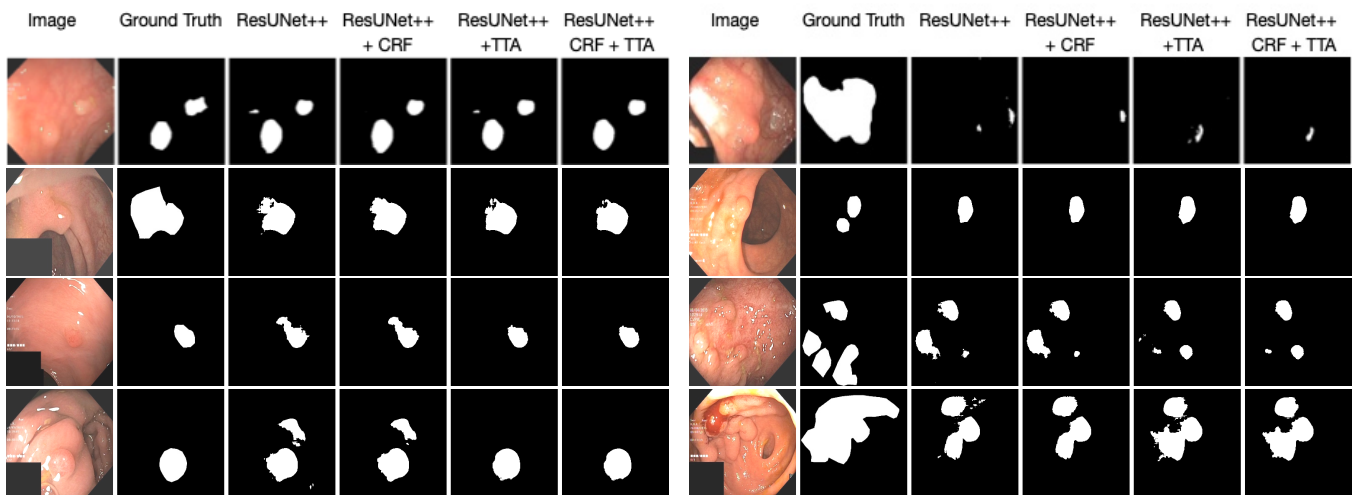 Image Ground Truth ResUNet++ ResUNet++ ResUNet++ ResUNet++
+ CRF +TTA CRF + TTA
Image Ground Truth ResUNet++ ResUNet++ ResUNet++ ResUNet++
+ CRF +TTA CRF + TTA